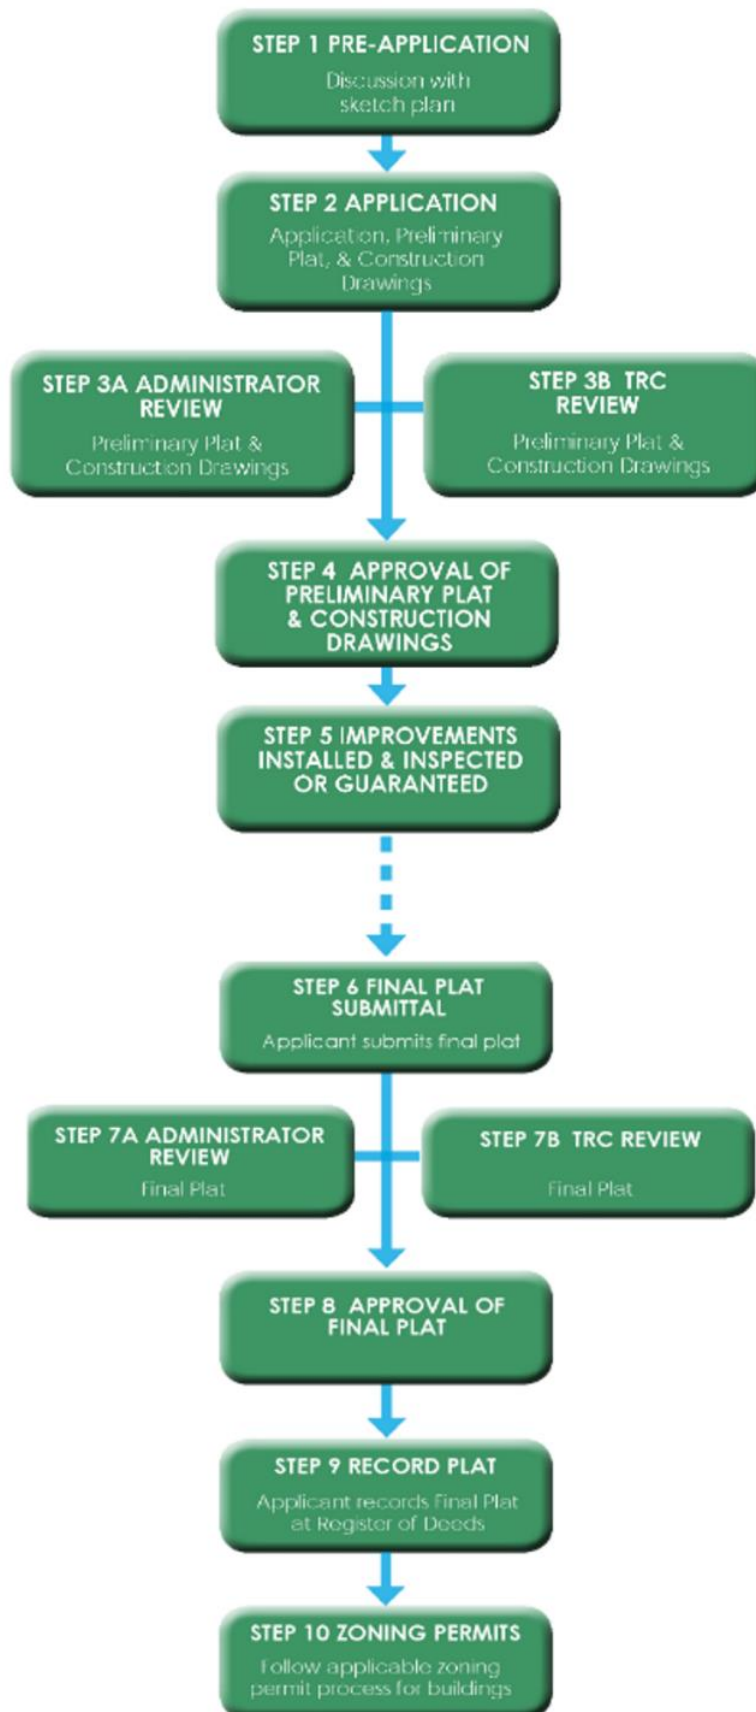 STEP 1 PRE-APPLICATION
Discussion with
sketch plan
STEP 2 APPLICATION
Application, Preliminary
Plat, & Construction
Drawings
STEP 3A ADMINISTRATOR
REVIEW
Preliminary Plat &
Construction Drawings
STEP 3B TRC
REVIEW
Preliminary Plat &
Construction Drawings
STEP 4 APPROVAL OF
PRELIMINARY PLAT
& CONSTRUCTION
DRAWINGS
STEP 5 IMPROVEMENTS
INSTALLED & INSPECTED
OR GUARANTEED
STEP 6 FINAL PLAT
SUBMITTAL
Applicant submits final plat
STEP 7A ADMINISTRATOR
REVIEW
Final Plat
STEP 7B TRC REVIEW
Final Plat
STEP 8 APPROVAL OF
FINAL PLAT
STEP 9 RECORD PLAT
Applicant records Final Plat
at Register of Deeds
STEP 10 ZONING PERMITS
Follow applicable zoning
permit process for buildings